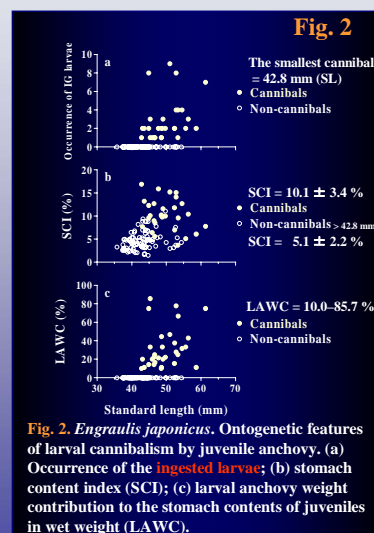 Fig. 2
10
8
6
4
2
0
Occurrence of IG larvae
a
The smallest cannibal
= 42.8 mm (SL)
Cannibals
Non-cannibals
20
15
10
5
0
SCI (%)
b
SCI = 10.1 ± 3.4 %
Cannibals
Non-cannibals > 42.8 mm
SCI = 5.1 ± 2.2 %
100
80
60
40
20
0
LAWC (%)
c
LAWC = 10.0–85.7 %
Cannibals
Non-cannibals
30 40 50 60 70
Standard length (mm)
Fig. 2. Engraulis japonicus. Ontogenetic features
of larval cannibalism by juvenile anchovy. (a)
Occurrence of the ingested larvae; (b) stomach
content index (SCI); (c) larval anchovy weight
contribution to the stomach contents of juveniles
in wet weight (LAWC).